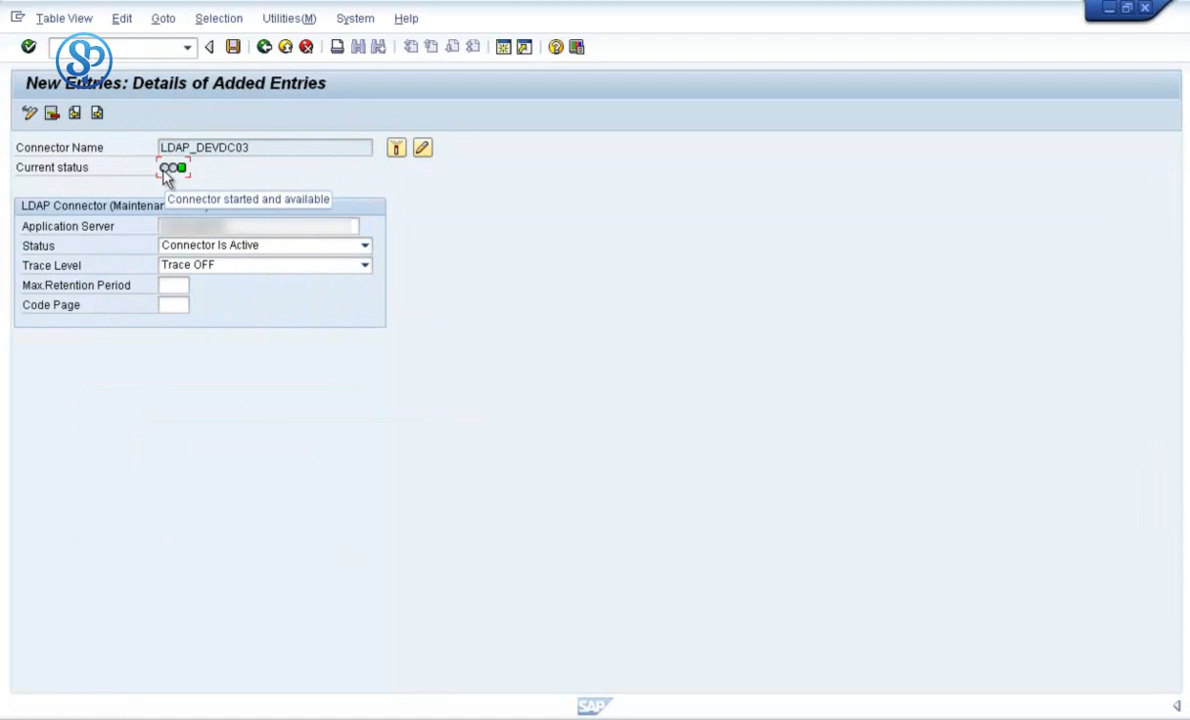 Table View Edit Goto Selection Utilities(M) System Help
Sp
New Entries: Details of Added Entries
Connector Name LDAP_DEVDC03
Current status
Connector started and available
LDAP Connector (Maintenan
Application Server
Status Connector Is Active
Trace Level Trace OFF
Max.Retention Period
Code Page
SAP